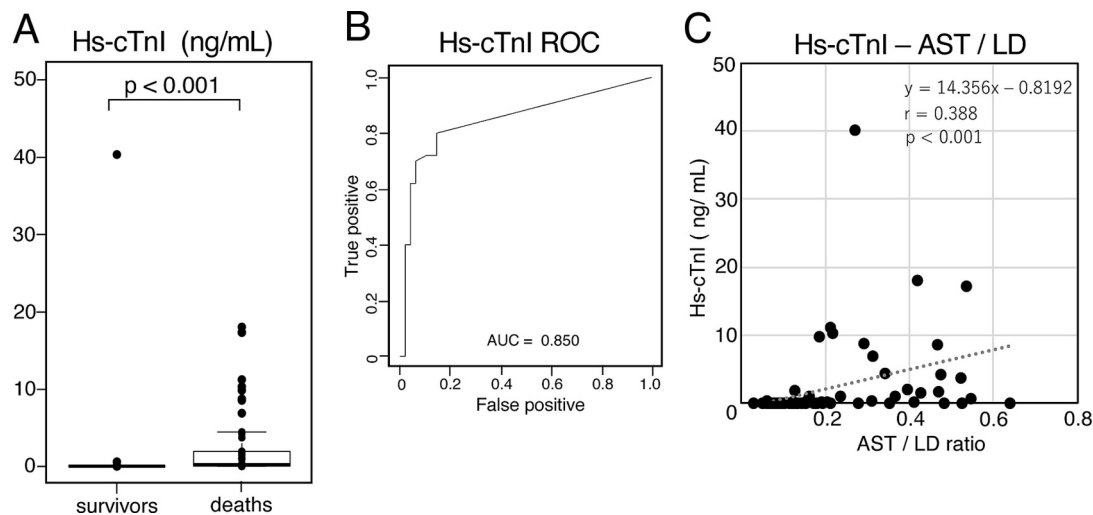 A
Hs-cTnI (ng/mL)
p < 0.001
50
40
30
20
10
0
survivors deaths
B
Hs-cTnI ROC
True positive
1.0
0.8
0.6
0.4
0.2
0
AUC = 0.850
0 0.2 0.4 0.6 0.8 1.0
False positive
C
Hs-cTnI – AST / LD
Hs-cTnI ( ng/ mL)
50
40
30
20
10
0
y = 14.356x – 0.8192
r = 0.388
p < 0.001
0.2 0.4 0.6 0.8
AST / LD ratio